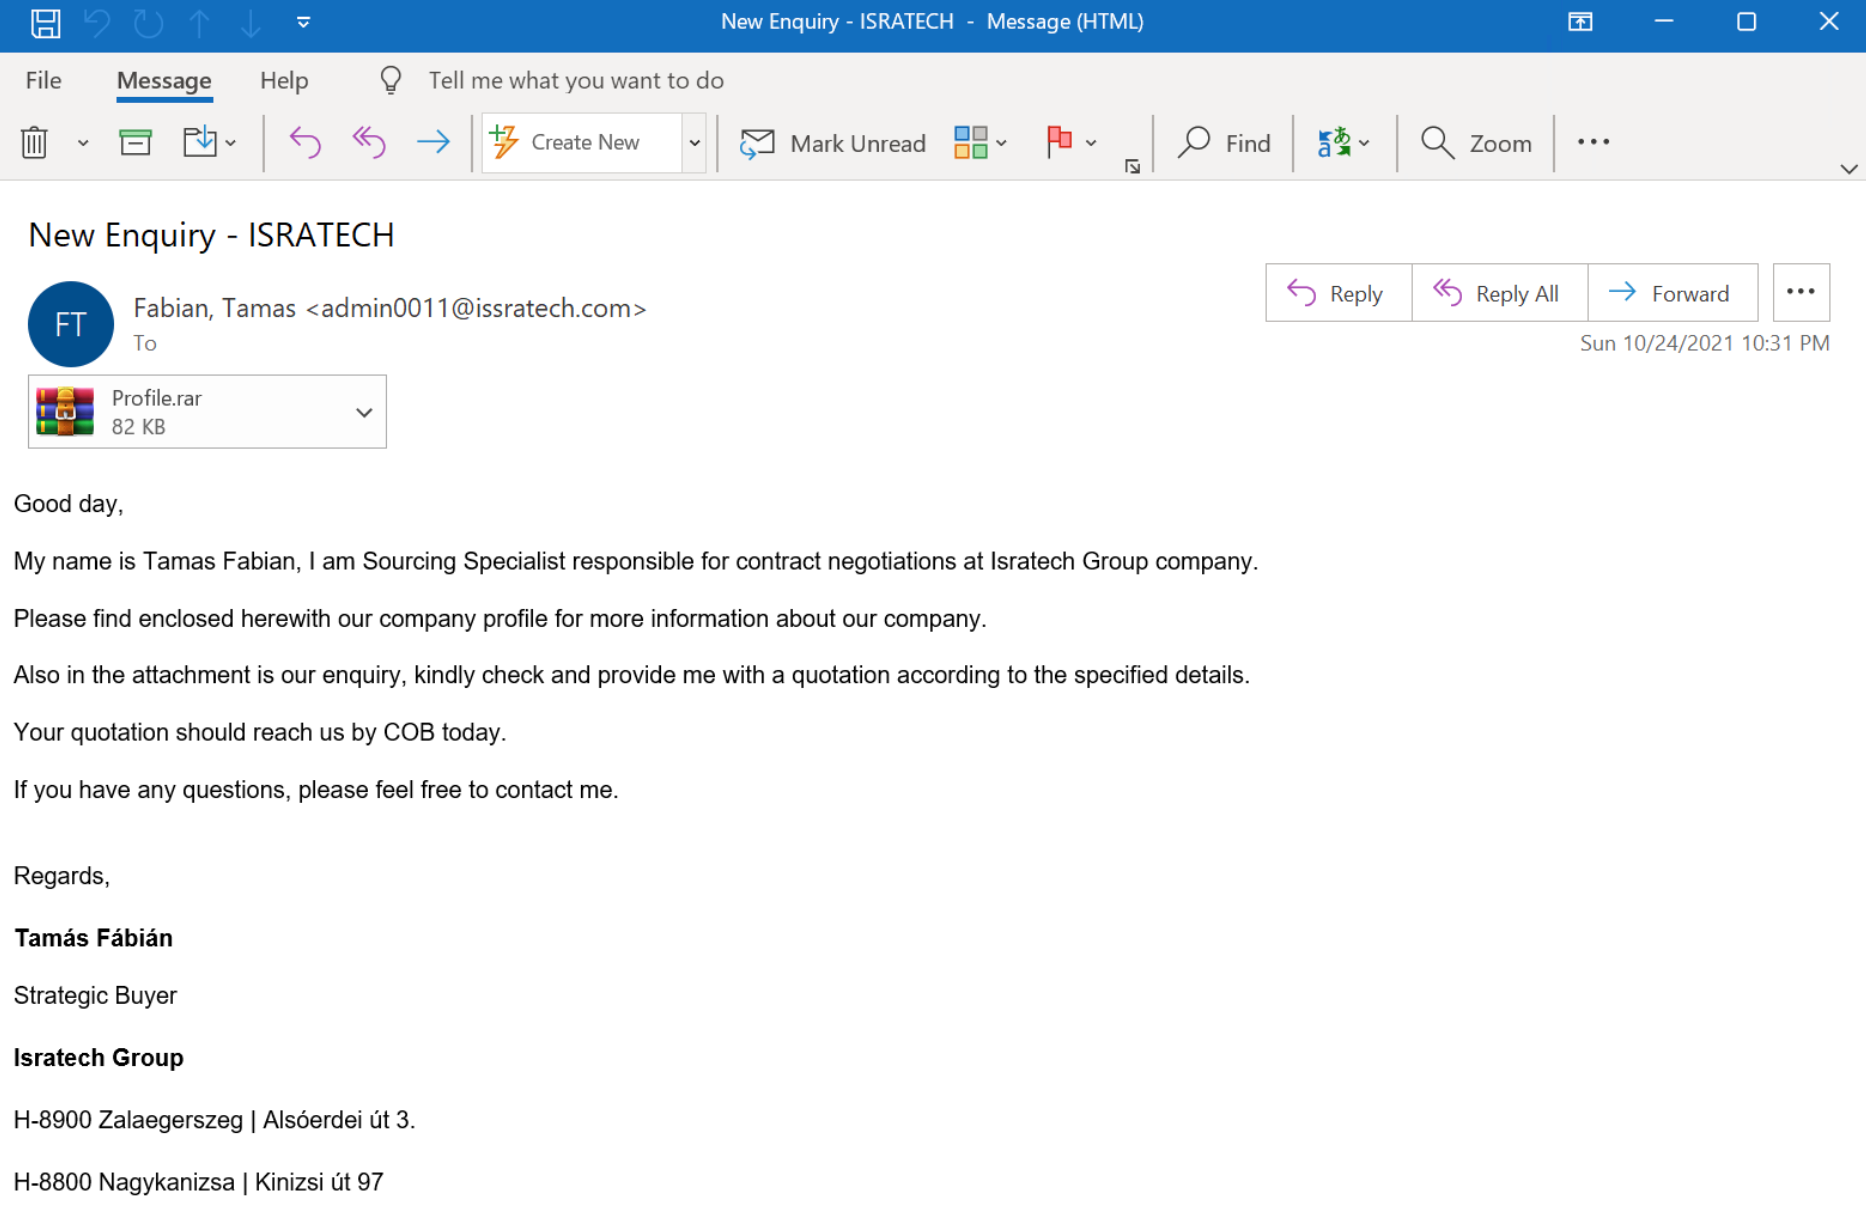 New Enquiry - ISRATECH - Message (HTML)
File Message Help Tell me what you want to do
Create New Mark Unread Find Zoom
New Enquiry - ISRATECH
FT
Fabian, Tamas <admin0011@issratech.com>
To
Reply Reply All Forward
Sun 10/24/2021 10:31 PM
Profile.rar
82 KB
Good day,
My name is Tamas Fabian, I am Sourcing Specialist responsible for contract negotiations at Isratech Group company.
Please find enclosed herewith our company profile for more information about our company.
Also in the attachment is our enquiry, kindly check and provide me with a quotation according to the specified details.
Your quotation should reach us by COB today.
If you have any questions, please feel free to contact me.
Regards,
Tamás Fábián
Strategic Buyer
Isratech Group
H-8900 Zalaegerszeg | Alsóerdei út 3.
H-8800 Nagykanizsa | Kinizsi út 97